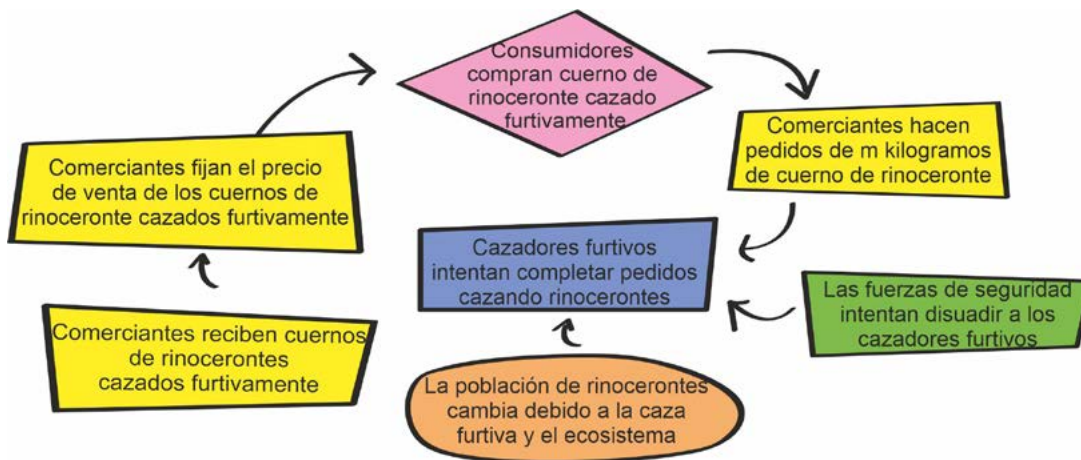 Consumidores
compran cuerno de
rinoceronte cazado
furtivamente
Comerciantes hacen
pedidos de m kilogramos
de cuerno de rinoceronte
Comerciantes fijan el precio
de venta de los cuernos de
rinoceronte cazados furtivamente
Cazadores furtivos
intentan completar pedidos
cazando rinocerontes
Las fuerzas de seguridad
intentan disuadir a los
cazadores furtivos
Comerciantes reciben cuernos
de rinocerontes
cazados furtivamente
La población de rinocerontes
cambia debido a la caza
furtiva y el ecosistema